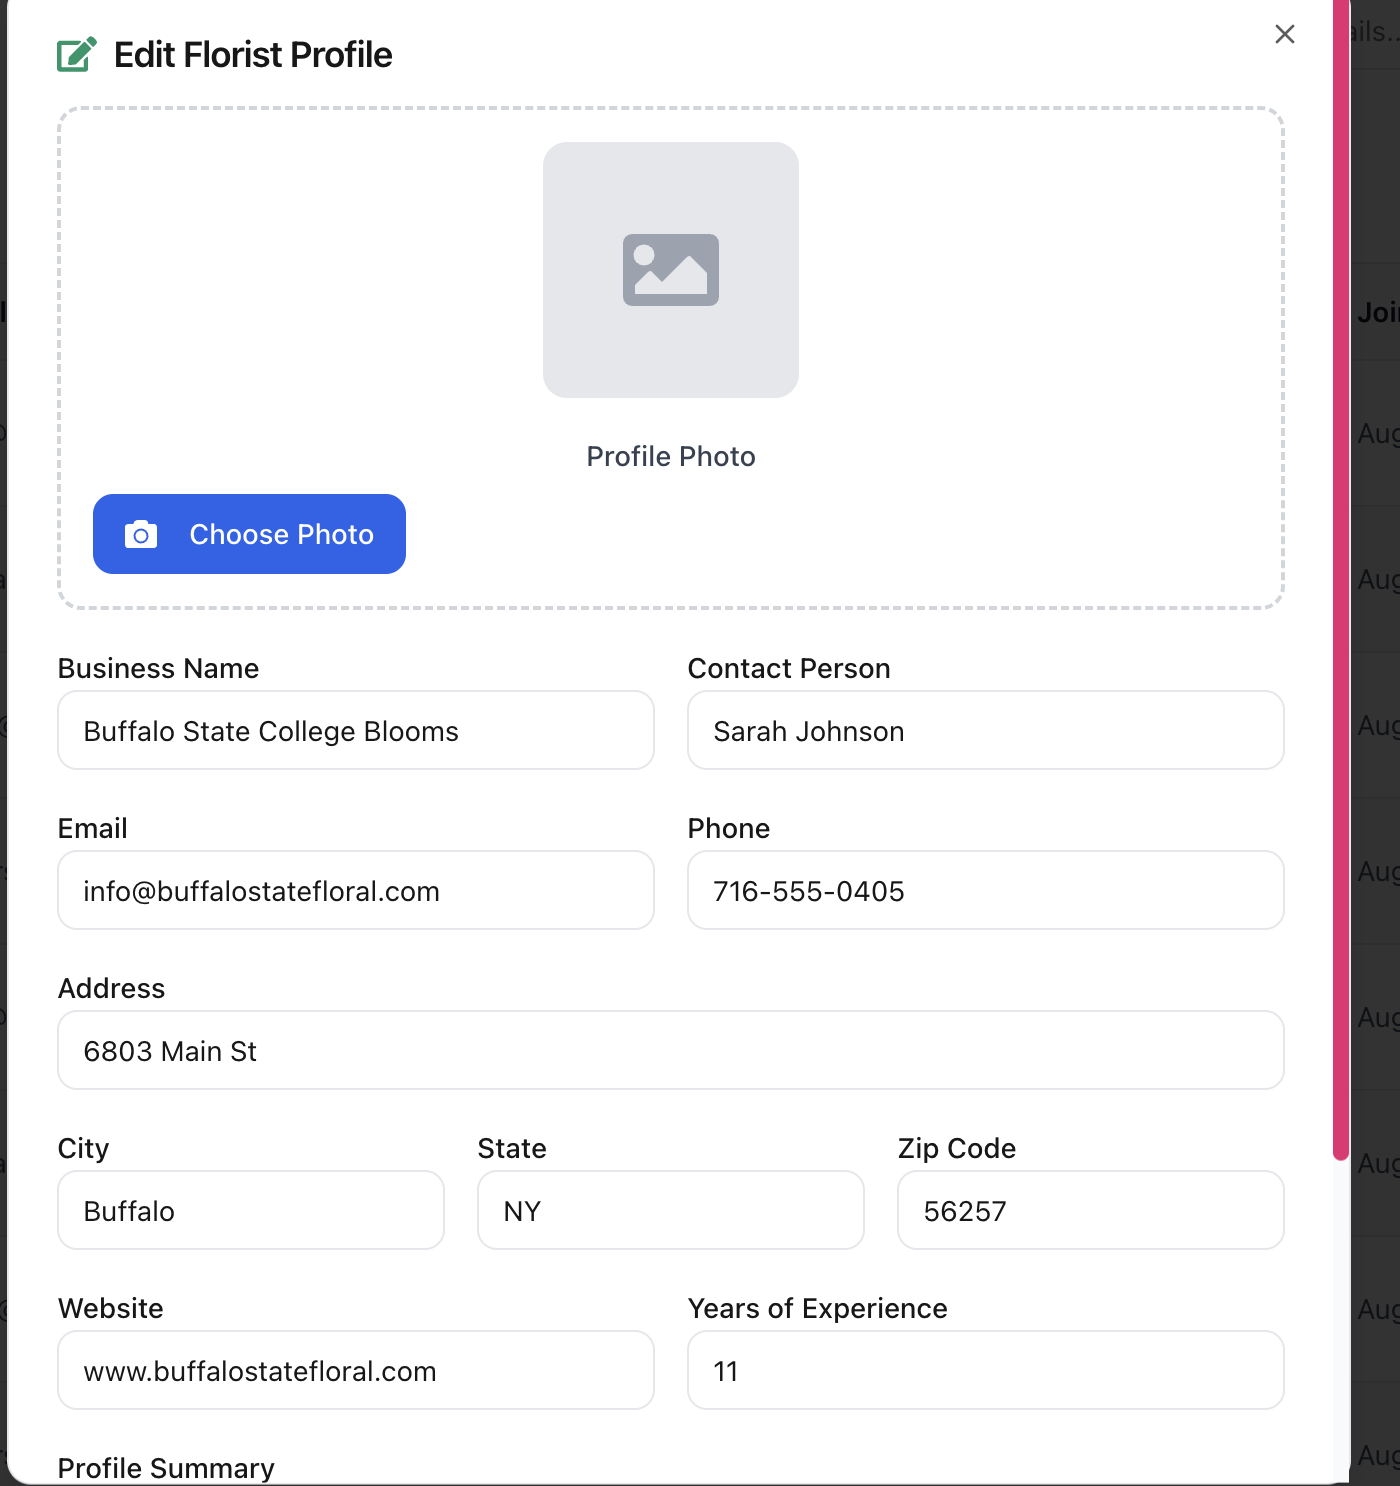 Edit Florist Profile
Profile Photo
Choose Photo
Business Name
Contact Person
Buffalo State College Blooms
Sarah Johnson
Email
Phone
info@buffalostatefloral.com
716-555-0405
Address
6803 Main St
City
State
Zip Code
Buffalo
NY
56257
Website
Years of Experience
www.buffalostatefloral.com
11
Profile Summary
Aug
Aug
Aug
Aug
Aug
Aug
Aug
Aug